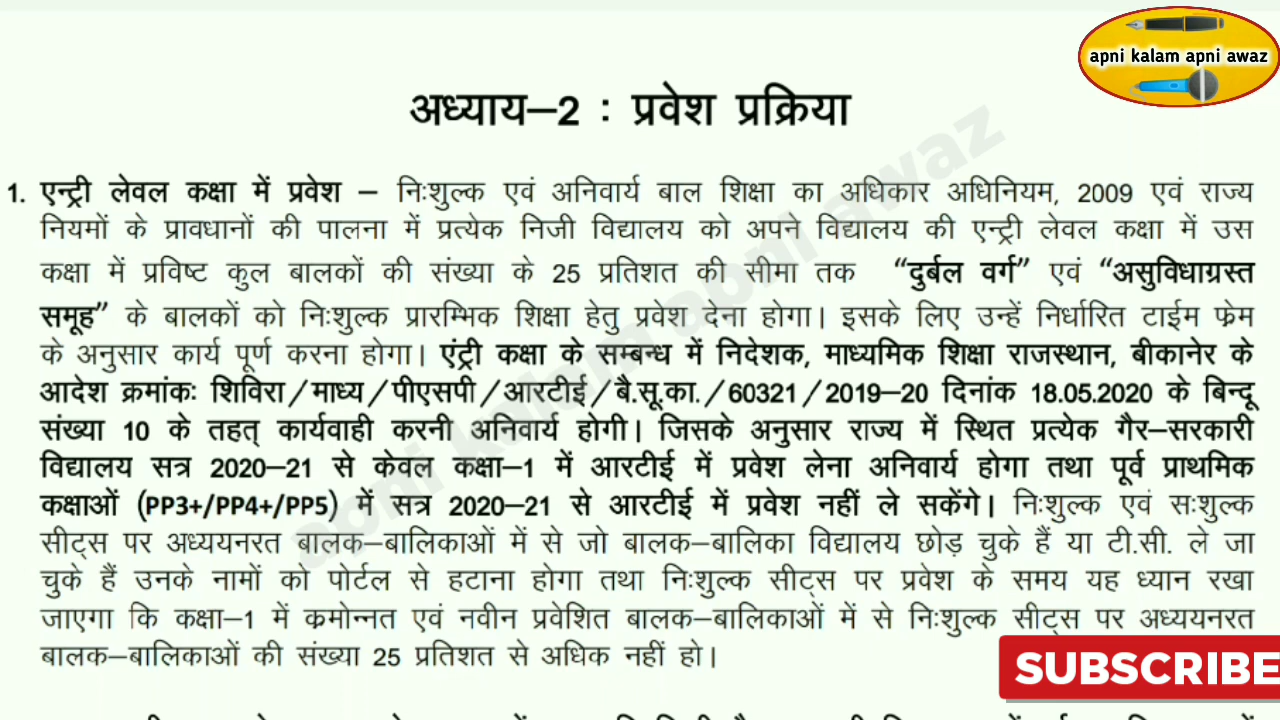 apni kalam apni awaz
अध्याय–2 : प्रवेश प्रक्रिया
1. एन्ट्री लेवल कक्षा में प्रवेश – निःशुल्क एवं अनिवार्य बाल शिक्षा का अधिकार अधिनियम, 2009 एवं राज्य
नियमों के प्रावधानों की पालना में प्रत्येक निजी विद्यालय को अपने विद्यालय की एन्ट्री लेवल कक्षा में उस
कक्षा में प्रविष्ट कुल बालकों की संख्या के 25 प्रतिशत की सीमा तक “दुर्बल वर्ग” एवं “असुविधाग्रस्त
समूह” के बालकों को निःशुल्क प्रारम्भिक शिक्षा हेतु प्रवेश देना होगा। इसके लिए उन्हें निर्धारित टाईम फ्रेम
के अनुसार कार्य पूर्ण करना होगा। एंट्री कक्षा के सम्बन्ध में निदेशक, माध्यमिक शिक्षा राजस्थान, बीकानेर के
आदेश क्रमांकः शिविरा/माध्य/पीएसपी/आरटीई/बै.सू.का./60321/2019–20 दिनांक 18.05.2020 के बिन्दू
संख्या 10 के तहत् कार्यवाही करनी अनिवार्य होगी। जिसके अनुसार राज्य में स्थित प्रत्येक गैर–सरकारी
विद्यालय सत्र 2020–21 से केवल कक्षा–1 में आरटीई में प्रवेश लेना अनिवार्य होगा तथा पूर्व प्राथमिक
कक्षाओं (PP3+/PP4+/PP5) में सत्र 2020–21 से आरटीई में प्रवेश नहीं ले सकेंगे। निःशुल्क एवं सःशुल्क
सीट्स पर अध्ययनरत बालक–बालिकाओं में से जो बालक–बालिका विद्यालय छोड़ चुके हैं या टी.सी. ले जा
चुके हैं उनके नामों को पोर्टल से हटाना होगा तथा निःशुल्क सीट्स पर प्रवेश के समय यह ध्यान रखा
जाएगा कि कक्षा–1 में क्रमोन्नत एवं नवीन प्रवेशित बालक–बालिकाओं में से निःशुल्क सीट्स पर अध्ययनरत
बालक–बालिकाओं की संख्या 25 प्रतिशत से अधिक नहीं हो।
SUBSCRIBE
apni kalam apni awaz